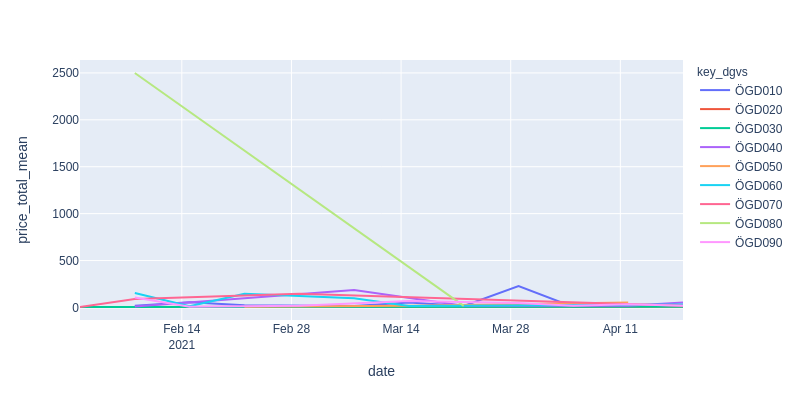 key_dgvs
ÖGD010
ÖGD020
ÖGD030
ÖGD040
ÖGD050
ÖGD060
ÖGD070
ÖGD080
ÖGD090
price_total_mean
2500
2000
1500
1000
500
0
Feb 14
2021
Feb 28
Mar 14
Mar 28
Apr 11
date